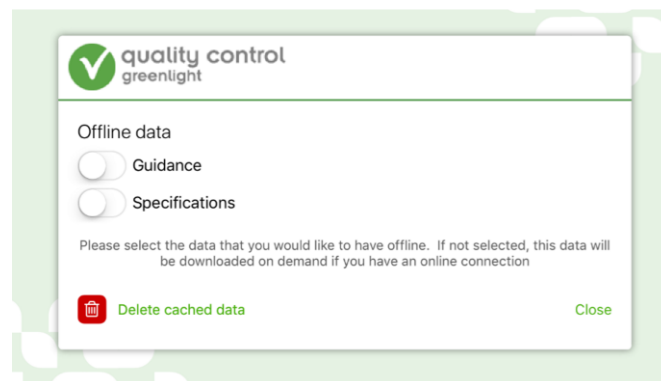 quality control
greenlight
Offline data
Guidance
Specifications
Please select the data that you would like to have offline.  If not selected, this data will
be downloaded on demand if you have an online connection
Delete cached data
Close